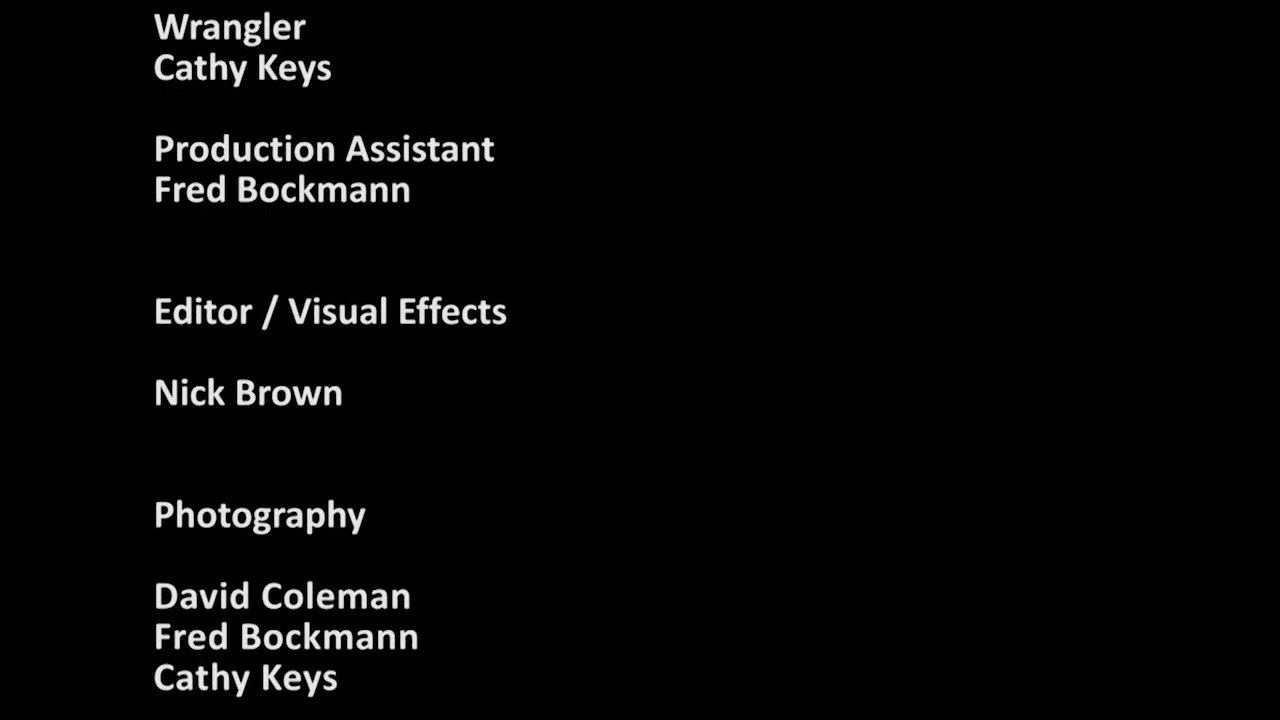 Wrangler
Cathy Keys
Production Assistant
Fred Bockmann
Editor / Visual Effects
Nick Brown
Photography
David Coleman
Fred Bockmann
Cathy Keys